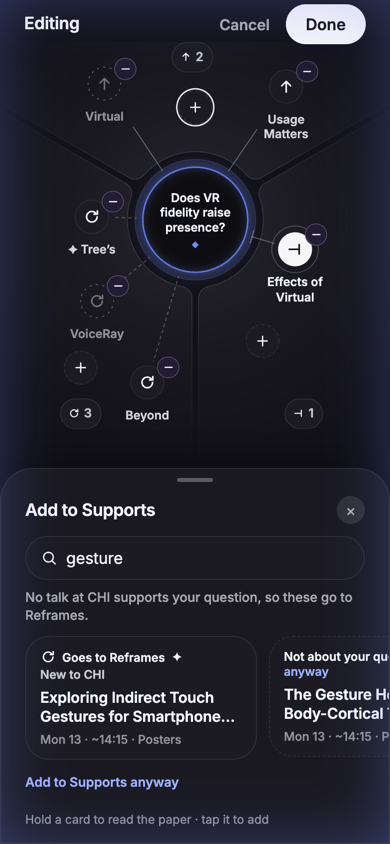 Editing
Cancel
Done
2
Virtual
Usage
Matters
Does VR
fidelity raise
presence?
Tree's
Effects of
Virtual
VoiceRay
3
Beyond
1
Add to Supports
gesture
No talk at CHI supports your question, so these go to
Reframes.
Goes to Reframes
New to CHI
Exploring Indirect Touch
Gestures for Smartphone...
Mon 13 · ~14:15 · Posters
Not about your qu
anyway
The Gesture H
Body-Cortical
Mon 13 · ~14:15 · P
Add to Supports anyway
Hold a card to read the paper · tap it to add